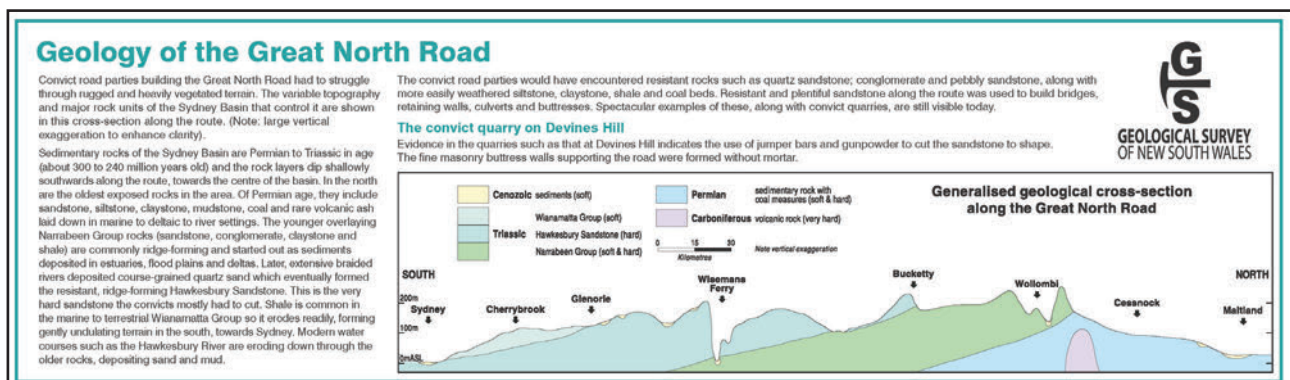 Geology of the Great North Road
Convict road parties building the Great North Road had to struggle
through rugged and heavily vegetated terrain. The variable topography
and major rock units of the Sydney Basin that control it are shown
in this cross-section along the route. (Note: large vertical
exaggeration to enhance clarity).
Sedimentary rocks of the Sydney Basin are Permian to Triassic in age
(about 300 to 240 million years old) and the rock layers dip shallowly
southwards along the route, towards the centre of the basin. In the north
are the oldest exposed rocks in the area. Of Permian age, they include
sandstone, siltstone, claystone, mudstone, coal and rare volcanic ash
laid down in marine to deltaic to river settings. The younger overlaying
Narrabeen Group rocks (sandstone, conglomerate, claystone and
shale) are commonly ridge-forming and started out as sediments
deposited in estuaries, flood plains and deltas. Later, extensive braided
rivers deposited course-grained quartz sand which eventually formed
the resistant, ridge-forming Hawkesbury Sandstone. This is the very
hard sandstone the convicts mostly had to cut. Shale is common in
the marine to terrestrial Wianamatta Group so it erodes readily, forming
gently undulating terrain in the south, towards Sydney. Modern water
courses such as the Hawkesbury River are eroding down through the
older rocks, depositing sand and mud.
The convict road parties would have encountered resistant rocks such as quartz sandstone; conglomerate and pebbly sandstone, along with
more easily weathered siltstone, claystone, shale and coal beds. Resistant and plentiful sandstone along the route was used to build bridges,
retaining walls, culverts and buttresses. Spectacular examples of these, along with convict quarries, are still visible today.
The convict quarry on Devines Hill
Evidence in the quarries such as that at Devines Hill indicates the use of jumper bars and gunpowder to cut the sandstone to shape.
The fine masonry buttress walls supporting the road were formed without mortar.
G
S
GEOLOGICAL SURVEY
OF NEW SOUTH WALES
Generalised geological cross-section
along the Great North Road
Cenozoic sediments (soft)
Wianamatta Group (soft)
Triassic Hawkesbury Sandstone (hard)
Narrabeen Group (soft & hard)
Permian sedimentary rock with
coal measures (soft & hard)
Carboniferous volcanic rock (very hard)
0 15 30
Kilometres
Note vertical exaggeration
SOUTH
NORTH
200m
100m
0mASL
Sydney
Cherrybrook
Glenorie
Wisemans
Ferry
Bucketty
Wollombi
Cessnock
Maitland